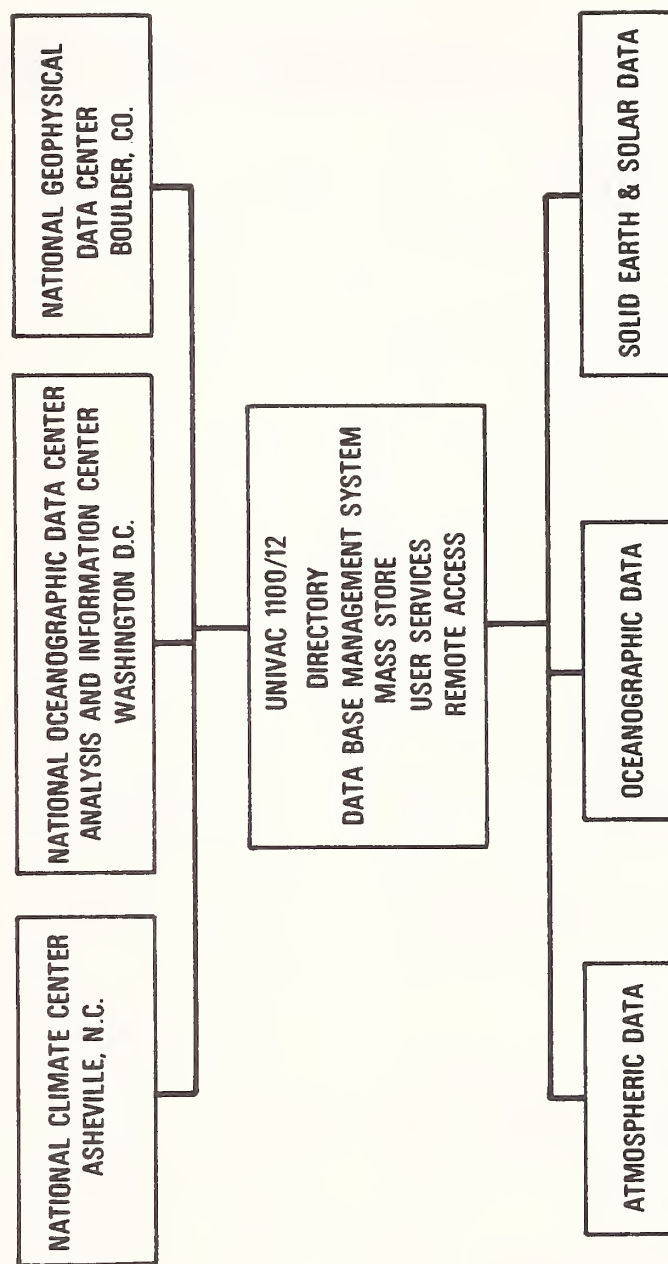 NATIONAL CLIMATE CENTER
ASHEVILLE, N.C.
NATIONAL OCEANOGRAPHIC DATA CENTER
ANALYSIS AND INFORMATION CENTER
WASHINGTON D.C.
NATIONAL GEOPHYSICAL
DATA CENTER
BOULDER, CO.
UNIVAC 1100/12
DIRECTORY
DATA BASE MANAGEMENT SYSTEM
MASS STORE
USER SERVICES
REMOTE ACCESS
ATMOSPHERIC DATA
OCEANOGRAPHIC DATA
SOLID EARTH & SOLAR DATA